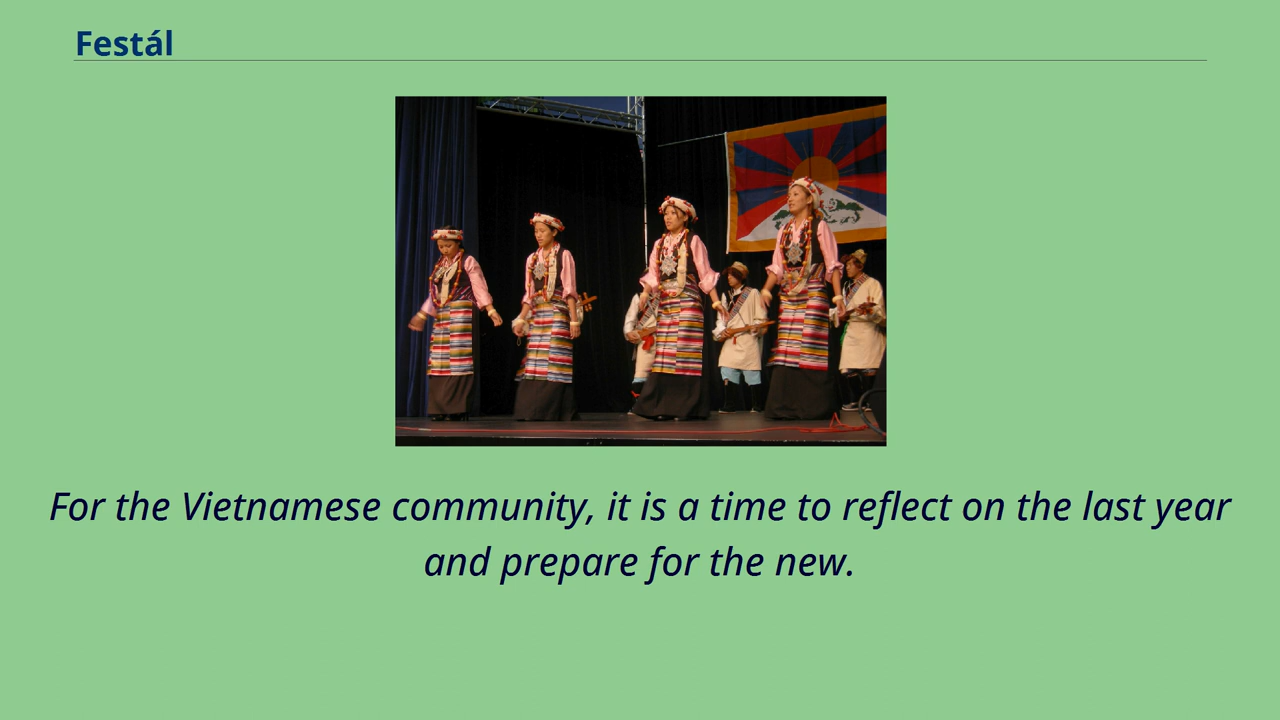 Festál
For the Vietnamese community, it is a time to reflect on the last year
and prepare for the new.